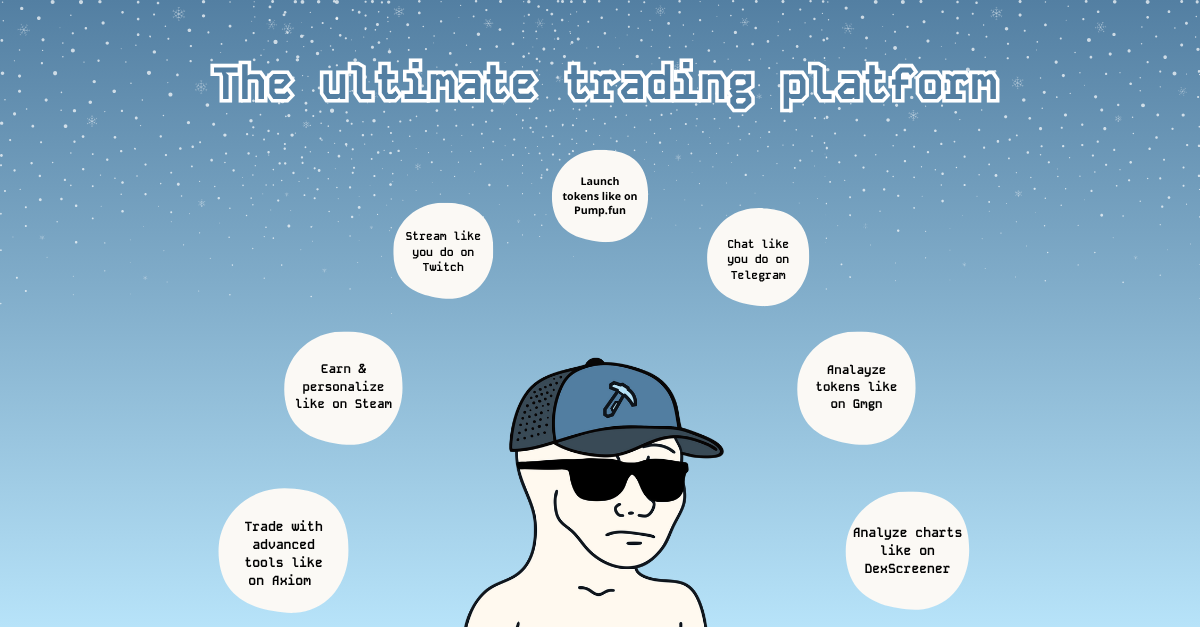 The ultimate trading platform
Launch
tokens like on
Pump.fun
Stream like
you do on
Twitch
Chat like
you do on
Telegram
Earn &
personalize
like on Steam
Analayze
tokens like
on Gmgn
Trade with
advanced
tools like
on Axiom
Analyze charts
like on
DexScreener